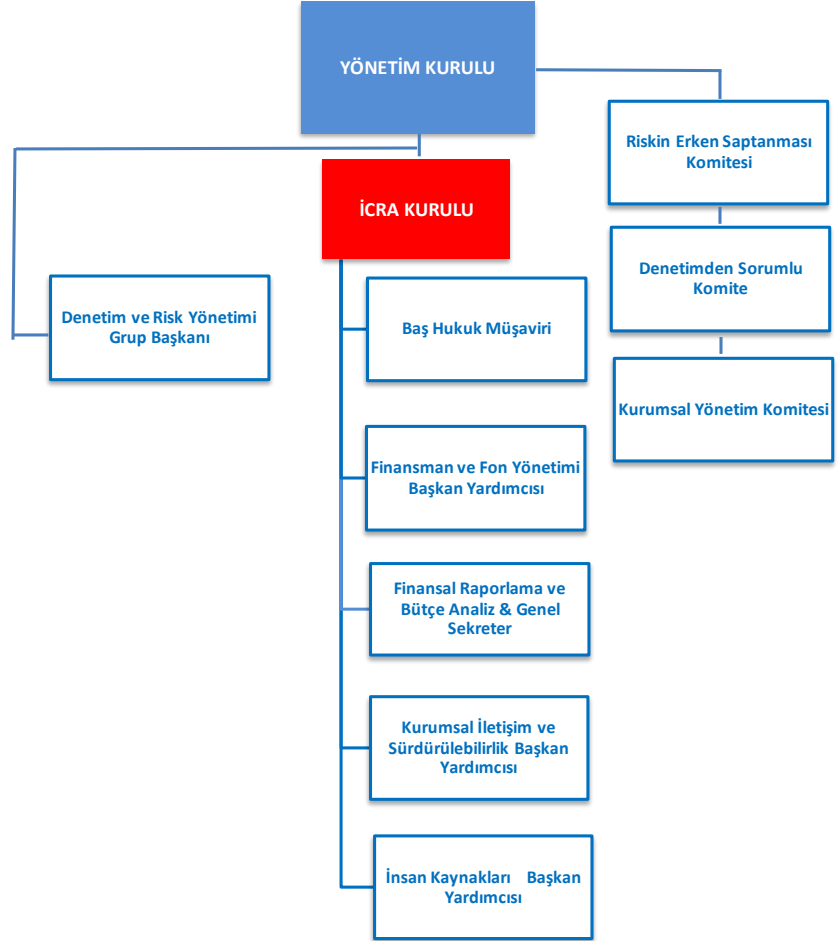 YÖNETİM KURULU
Riskin Erken Saptanması
Komitesi
İCRA KURULU
Denetimden Sorumlu
Komite
Denetim ve Risk Yönetimi
Grup Başkanı
Baş Hukuk Müşaviri
Kurumsal Yönetim Komitesi
Finansman ve Fon Yönetimi
Başkan Yardımcısı
Finansal Raporlama ve
Bütçe Analiz & Genel
Sekreter
Kurumsal İletişim ve
Sürdürülebilirlik Başkan
Yardımcısı
İnsan Kaynakları Başkan
Yardımcısı